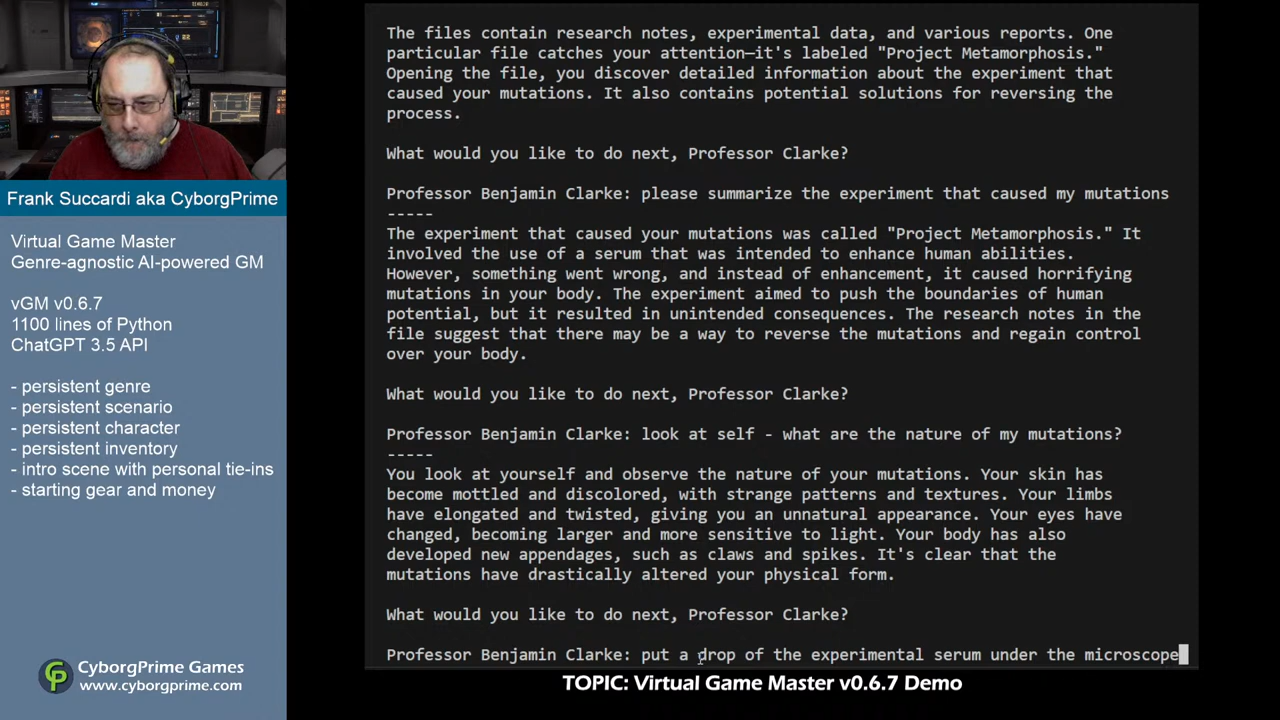 Frank Succardi aka CyborgPrime
Virtual Game Master
Genre-agnostic AI-powered GM
vGM v0.6.7
1100 lines of Python
ChatGPT 3.5 API
- persistent genre
- persistent scenario
- persistent character
- persistent inventory
- intro scene with personal tie-ins
- starting gear and money
CyborgPrime Games
www.cyborgprime.com
The files contain research notes, experimental data, and various reports. One
particular file catches your attention—it's labeled "Project Metamorphosis."
Opening the file, you discover detailed information about the experiment that
caused your mutations. It also contains potential solutions for reversing the
process.
What would you like to do next, Professor Clarke?
Professor Benjamin Clarke: please summarize the experiment that caused my mutations
-----
The experiment that caused your mutations was called "Project Metamorphosis." It
involved the use of a serum that was intended to enhance human abilities.
However, something went wrong, and instead of enhancement, it caused horrifying
mutations in your body. The experiment aimed to push the boundaries of human
potential, but it resulted in unintended consequences. The research notes in the
file suggest that there may be a way to reverse the mutations and regain control
over your body.
What would you like to do next, Professor Clarke?
Professor Benjamin Clarke: look at self - what are the nature of my mutations?
-----
You look at yourself and observe the nature of your mutations. Your skin has
become mottled and discolored, with strange patterns and textures. Your limbs
have elongated and twisted, giving you an unnatural appearance. Your eyes have
changed, becoming larger and more sensitive to light. Your body has also
developed new appendages, such as claws and spikes. It's clear that the
mutations have drastically altered your physical form.
What would you like to do next, Professor Clarke?
Professor Benjamin Clarke: put a drop of the experimental serum under the microscope
TOPIC: Virtual Game Master v0.6.7 Demo